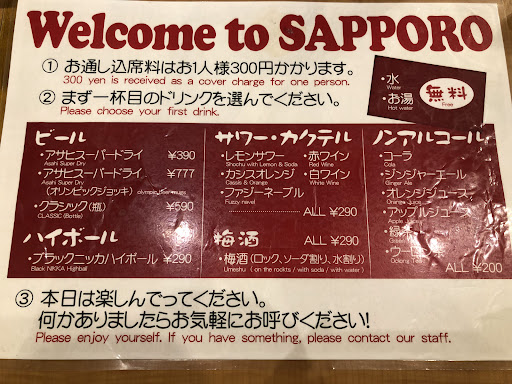 Welcome to SAPPORO
① お通し込席料はお1人様300円かかります。
300 yen is received as a cover charge for one person.
② まず一杯目のドリンクを選んでください。
Please choose your first drink.
・水
Water
・お湯
Hot water
無料
Free
ビール
・アサヒスーパードライ ¥390
Asahi Super Dry
・アサヒスーパードライ ¥777
Asahi Super Dry
(オリンピックジョッキ) olympic beer mugs
・クラシック(瓶) ¥590
CLASSIC(Bottle)
ハイボール
・ブラックニッカハイボール ¥290
Black NIKKA Highball
サワー・カクテル
・レモンサワー ・赤ワイン
Shochu with Lemon & Soda Red Wine
・カシスオレンジ ・白ワイン
Cassis & Orange White Wine
・ファジーネーブル
Fuzzy navel
ALL ¥290
梅酒
・梅酒(ロック、ソーダ割り、水割り)
Umeshu ( on the rockts / with soda / with water )
ALL ¥290
ノンアルコール
・コーラ
Cola
・ジンジャーエール
Ginger Ale
・オレンジジュース
Orange Juice
・アップルジュース
Apple
・緑
Green
・ウー
Oolong
ALL ¥200
③ 本日は楽しんでってください。
何かありましたらお気軽にお呼びください!
Please enjoy yourself. If you have something, please contact our staff.